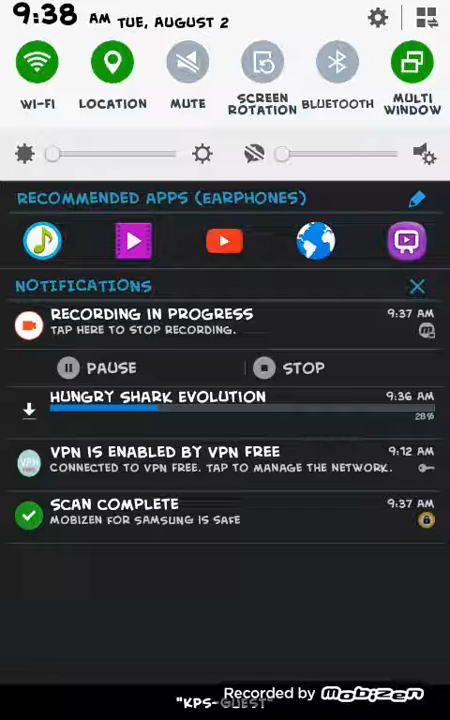 9:38 AM TUE, AUGUST 2
WI-FI
LOCATION
MUTE
SCREEN
ROTATION
BLUETOOTH
MULTI
WINDOW
RECOMMENDED APPS (EARPHONES)
NOTIFICATIONS
RECORDING IN PROGRESS 9:37 AM
TAP HERE TO STOP RECORDING.
PAUSE
STOP
HUNGRY SHARK EVOLUTION 9:36 AM
28%
VPN IS ENABLED BY VPN FREE 9:12 AM
CONNECTED TO VPN FREE. TAP TO MANAGE THE NETWORK.
SCAN COMPLETE 9:37 AM
MOBIZEN FOR SAMSUNG IS SAFE
"KPS-GUEST"
Recorded by Mobizen